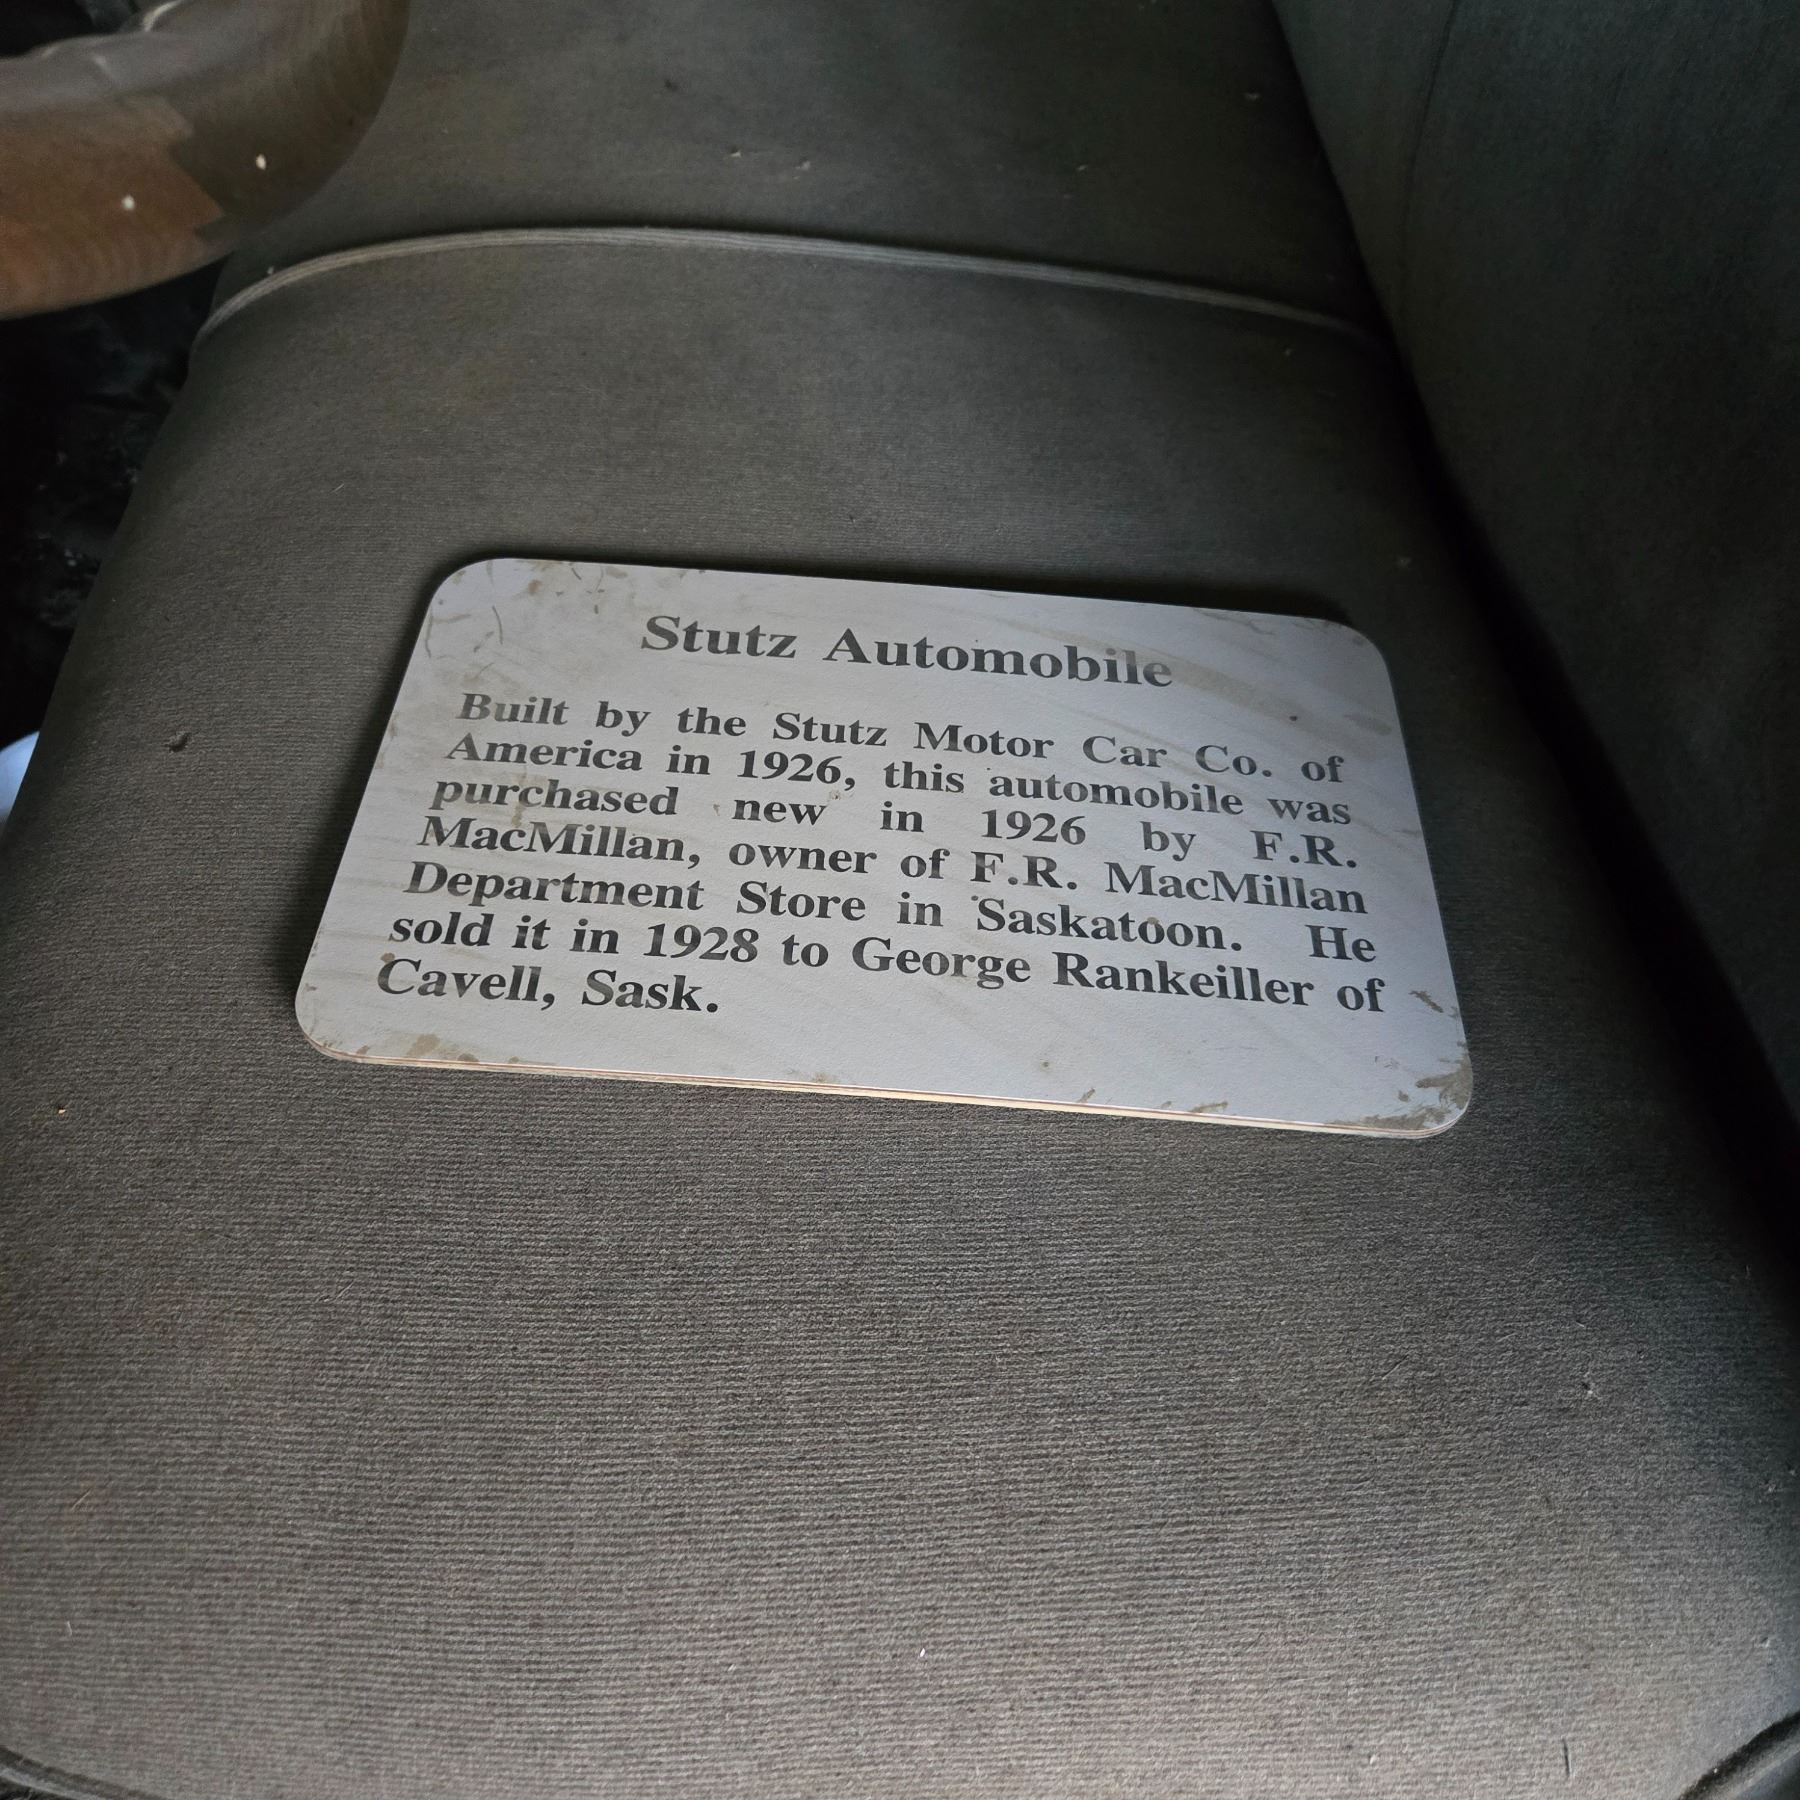 Stutz Automobile
Built by the Stutz Motor Car Co. of
America in 1926, this automobile was
purchased new in 1926 by F.R.
MacMillan, owner of F.R. MacMillan
Department Store in Saskatoon. He
sold it in 1928 to George Rankeiller of
Cavell, Sask.